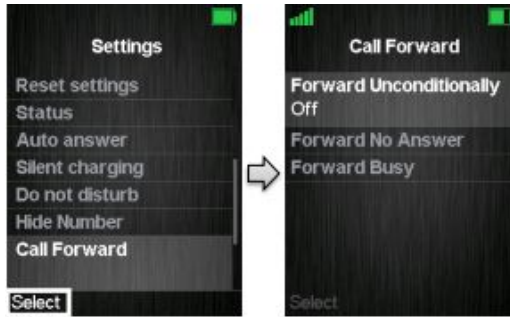 Settings
Reset settings
Status
Auto answer
Silent charging
Do not disturb
Hide Number
Call Forward
Select
Call Forward
Forward Unconditionally
Off
Forward No Answer
Forward Busy
Select